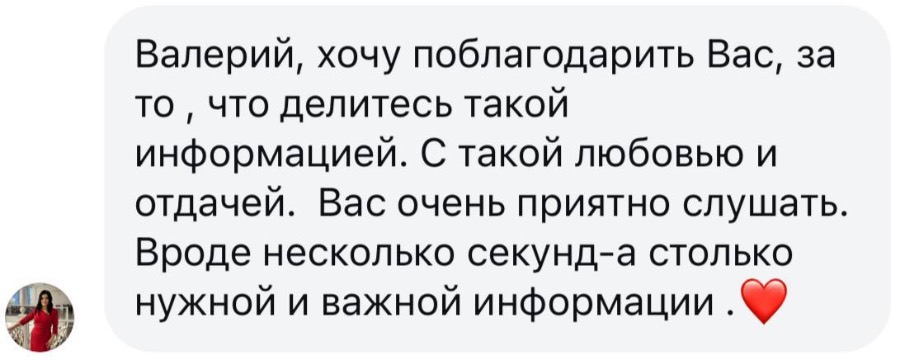 Валерий, хочу поблагодарить Вас, за
то , что делитесь такой
информацией. С такой любовью и
отдачей.  Вас очень приятно слушать.
Вроде несколько секунд-а столько
нужной и важной информации .❤️